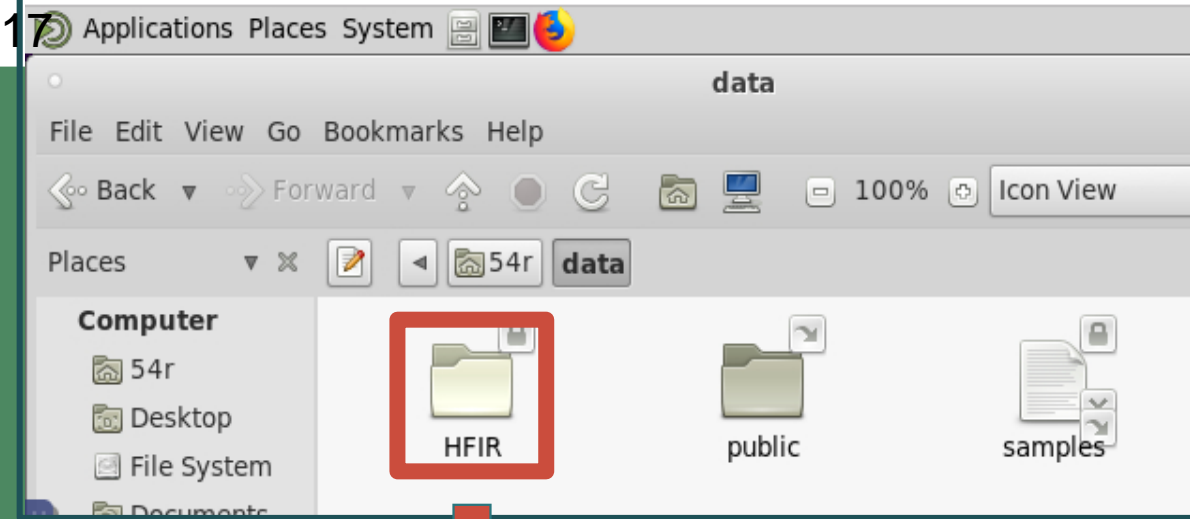 17
Applications Places System
data
File Edit View Go Bookmarks Help
Back Forward 100% Icon View
Places 54r data
Computer
54r
Desktop
File System
Documents
HFIR public samples